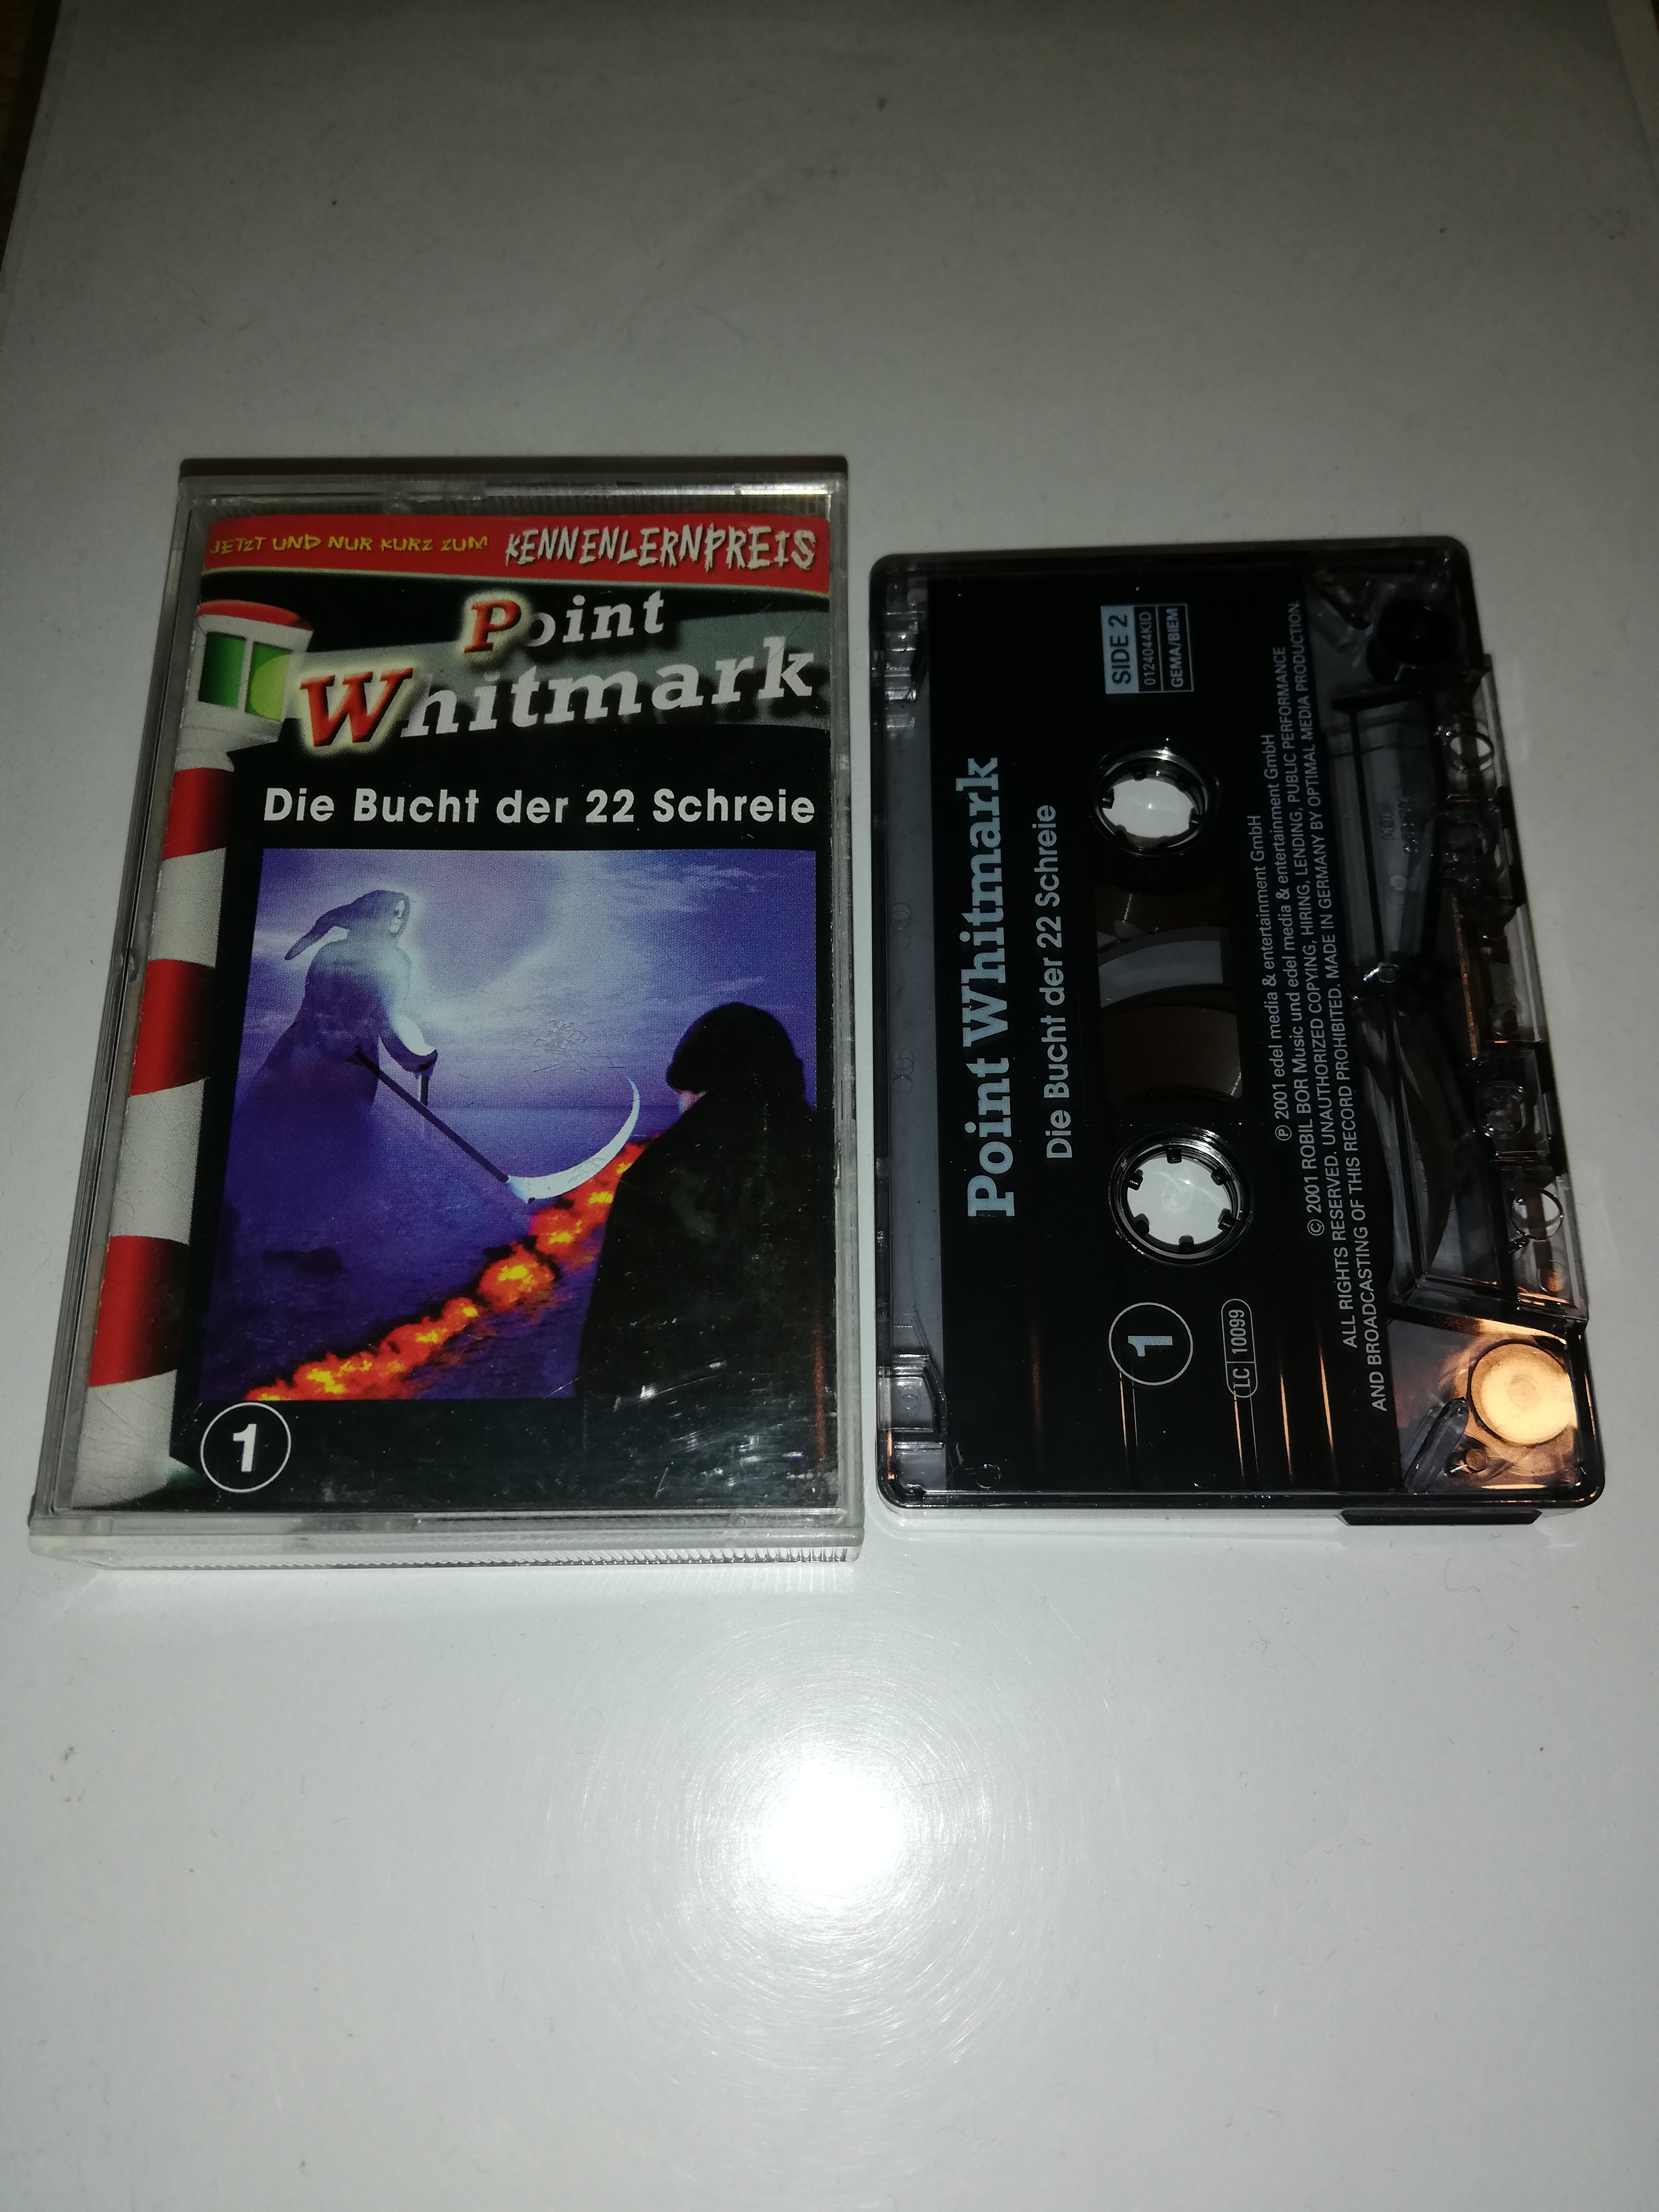 JETZT UND NUR KURZ ZUM KENNENLERNPREIS
Point
Whitmark
Die Bucht der 22 Schreie
1
Point Whitmark
Die Bucht der 22 Schreie
SIDE 2
0124044KID
GEMA/BIEM
1
LC 10099
Ⓟ 2001 edel media & entertainment GmbH
© 2001 ROBIL BOR Music und edel media & entertainment GmbH
ALL RIGHTS RESERVED. UNAUTHORIZED COPYING, HIRING, LENDING, PUBLIC PERFORMANCE
AND BROADCASTING OF THIS RECORD PROHIBITED. MADE IN GERMANY BY OPTIMAL MEDIA PRODUCTION.